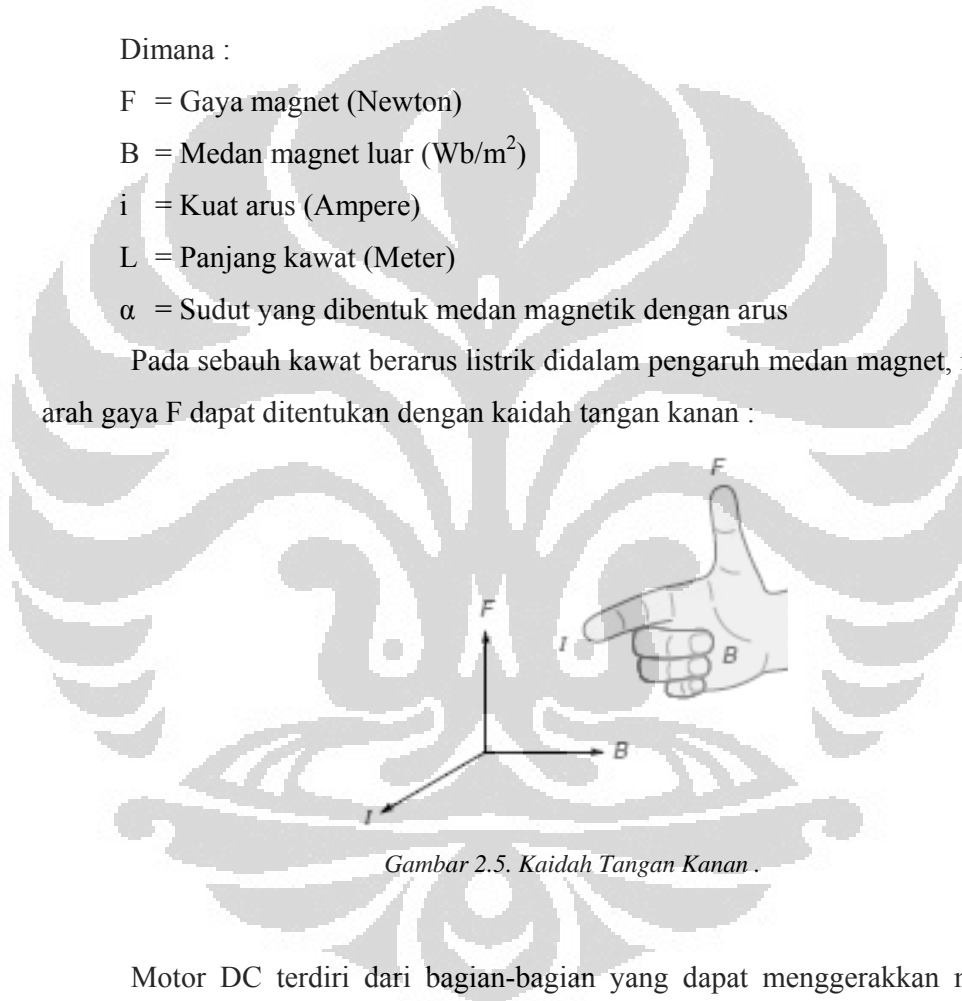 Dimana :
F = Gaya magnet (Newton)
B = Medan magnet luar (Wb/m²)
i = Kuat arus (Ampere)
L = Panjang kawat (Meter)
α = Sudut yang dibentuk medan magnetik dengan arus
Pada sebauh kawat berarus listrik didalam pengaruh medan magnet,
arah gaya F dapat ditentukan dengan kaidah tangan kanan :
F
I
B
F
B
I
Gambar 2.5. Kaidah Tangan Kanan .
Motor DC terdiri dari bagian-bagian yang dapat menggerakkan